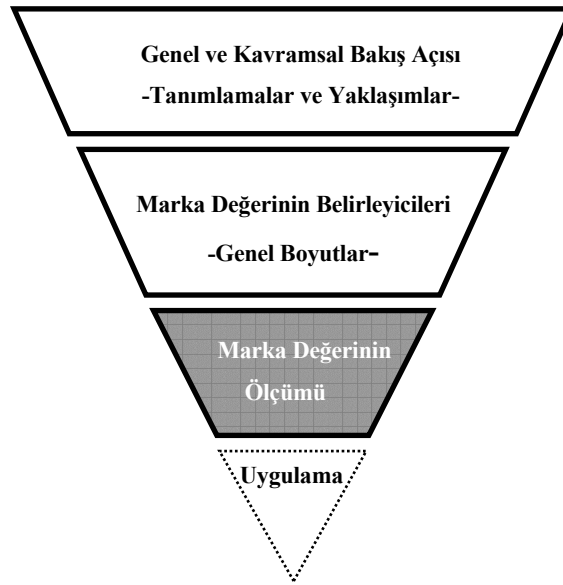 Genel ve Kavramsal Bakış Açısı
-Tanımlamalar ve Yaklaşımlar-
Marka Değerinin Belirleyicileri
-Genel Boyutlar-
Marka Değerinin
Ölçümü
Uygulama